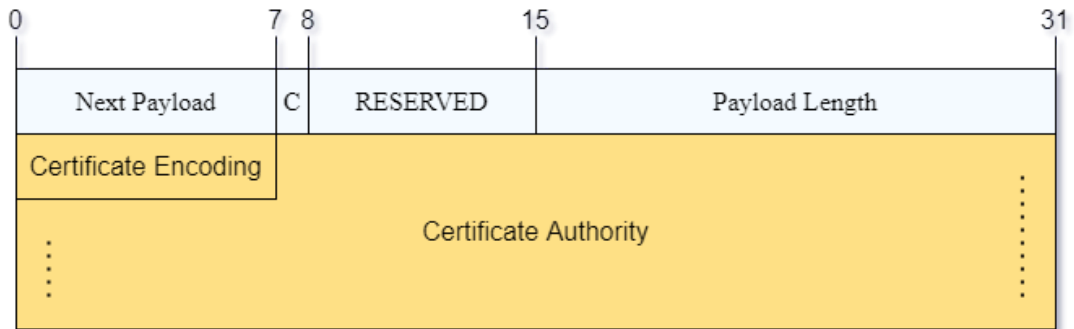 0 7 8 15 31
Next Payload C RESERVED Payload Length
Certificate Encoding
Certificate Authority